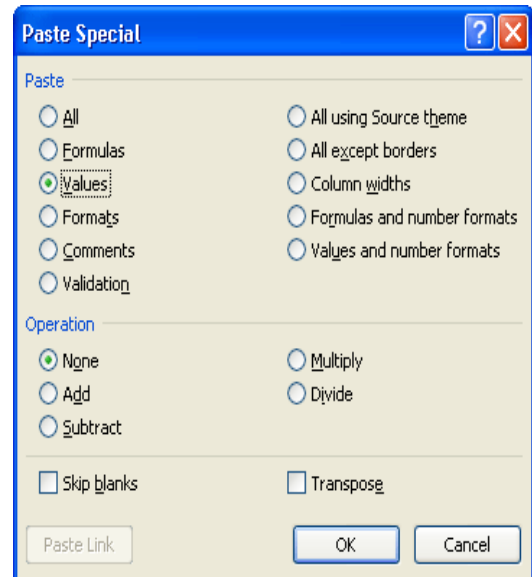 Paste Special
?
X
Paste
All
All using Source theme
Formulas
All except borders
Values
Column widths
Formats
Formulas and number formats
Comments
Values and number formats
Validation
Operation
None
Multiply
Add
Divide
Subtract
Skip blanks
Transpose
Paste Link
OK
Cancel